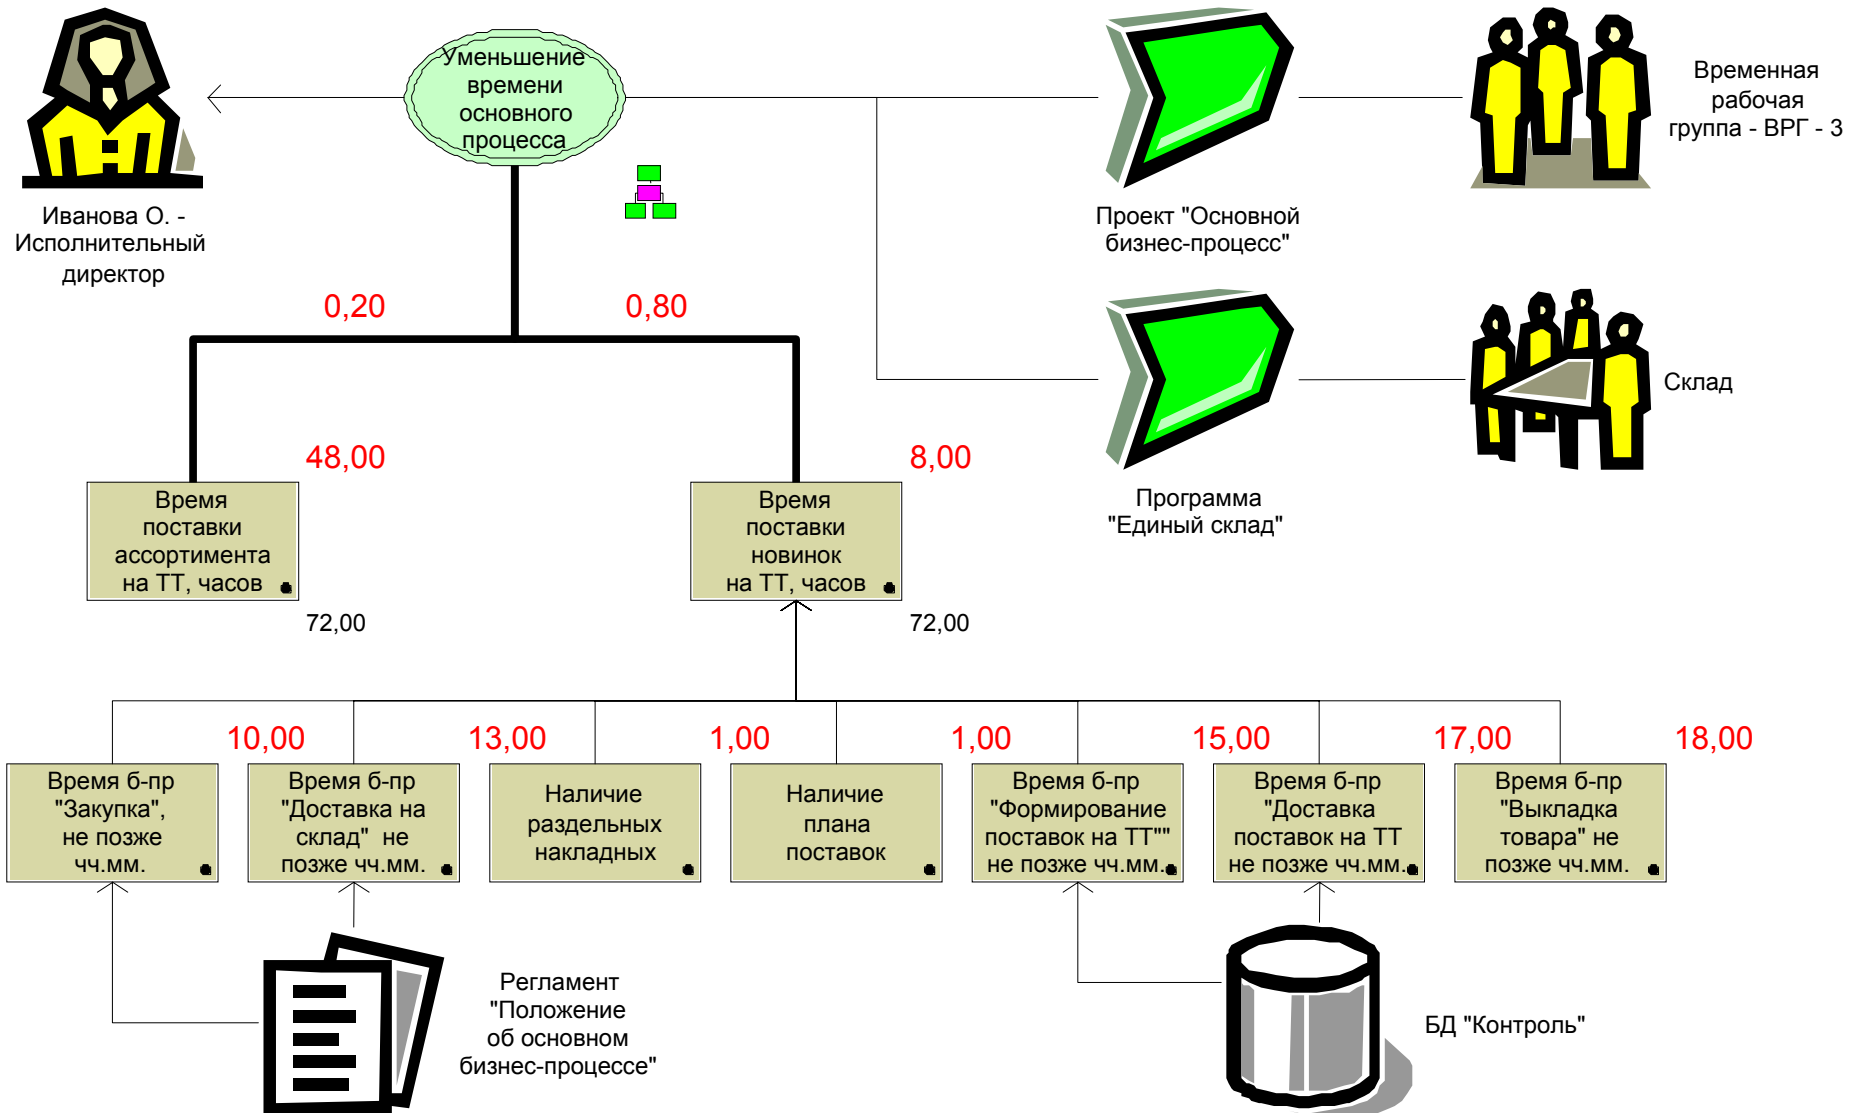 Уменьшение
времени
основного
процесса
Иванова О. -
Исполнительный
директор
Временная
рабочая
группа - ВРГ - 3
Проект "Основной
бизнес-процесс"
0,20
0,80
Склад
48,00
8,00
Время
поставки
ассортимента
на ТТ, часов
Время
поставки
новинок
на ТТ, часов
Программа
"Единый склад"
72,00
72,00
10,00
13,00
1,00
1,00
15,00
17,00
18,00
Время б-пр
"Закупка",
не позже
чч.мм.
Время б-пр
"Доставка на
склад" не
позже чч.мм.
Наличие
раздельных
накладных
Наличие
плана
поставок
Время б-пр
"Формирование
поставок на ТТ""
не позже чч.мм.
Время б-пр
"Доставка
поставок на ТТ
не позже чч.мм.
Время б-пр
"Выкладка
товара" не
позже чч.мм.
Регламент
"Положение
об основном
бизнес-процессе"
БД "Контроль"